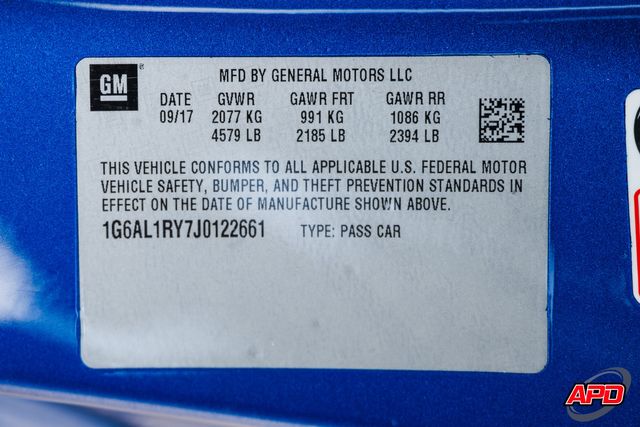 GM
MFD BY GENERAL MOTORS LLC
DATE GVWR GAWR FRT GAWR RR
09/17 2077 KG 991 KG 1086 KG
4579 LB 2185 LB 2394 LB
THIS VEHICLE CONFORMS TO ALL APPLICABLE U.S. FEDERAL MOTOR
VEHICLE SAFETY, BUMPER, AND THEFT PREVENTION STANDARDS IN
EFFECT ON THE DATE OF MANUFACTURE SHOWN ABOVE.
1G6AL1RY7J0122661 TYPE: PASS CAR
APD